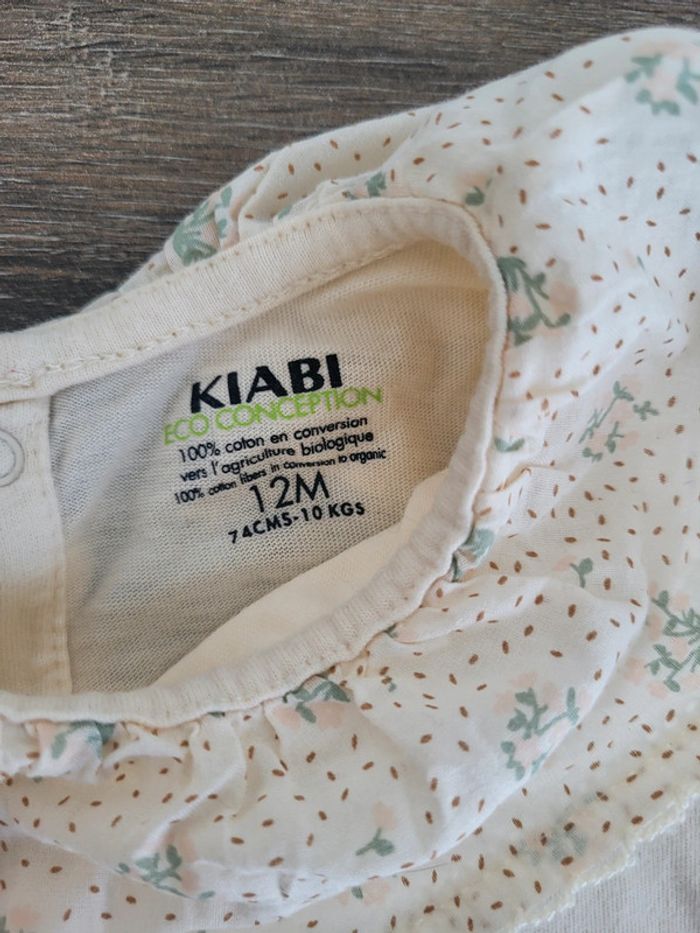 KIABI
ECO CONCEPTION
100% coton en conversion
vers l'agriculture biologique
100% cotton fibers in conversion to organic
12M
74CMS-10 KGS